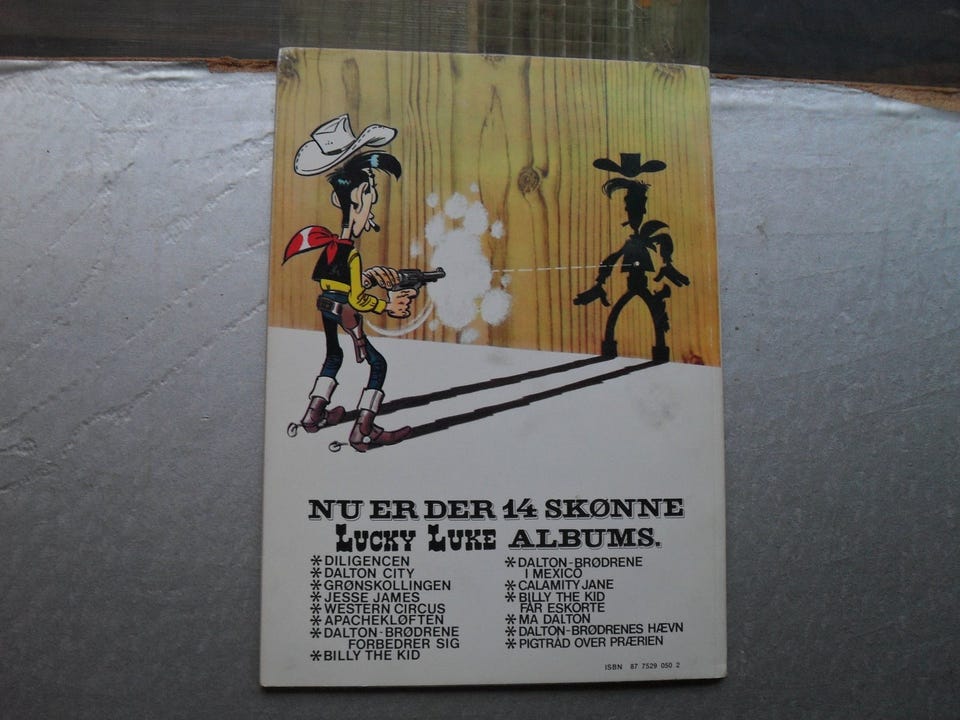 NU ER DER 14 SKØNNE
LUCKY LUKE ALBUMS.
*DILIGENCEN
*DALTON CITY
*GRØNSKOLLINGEN
*JESSE JAMES
*WESTERN CIRCUS
*APACHEKLØFTEN
*DALTON-BRØDRENE
FORBEDRER SIG
*BILLY THE KID
*DALTON-BRØDRENE
I MEXICO
*CALAMITY JANE
*BILLY THE KID
FÅR ESKORTE
*MA DALTON
*DALTON-BRØDRENES HÆVN
*PIGTRÅD OVER PRÆRIEN
ISBN 87 7529 050 2